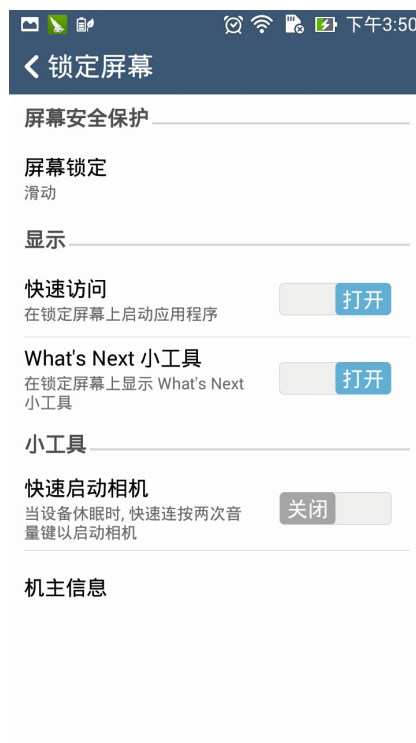 下午3:50
锁定屏幕
屏幕安全保护
屏幕锁定
滑动
显示
快速访问
在锁定屏幕上启动应用程序
打开
What's Next 小工具
在锁定屏幕上显示 What's Next
小工具
打开
小工具
快速启动相机
当设备休眠时, 快速连按两次音
量键以启动相机
关闭
机主信息